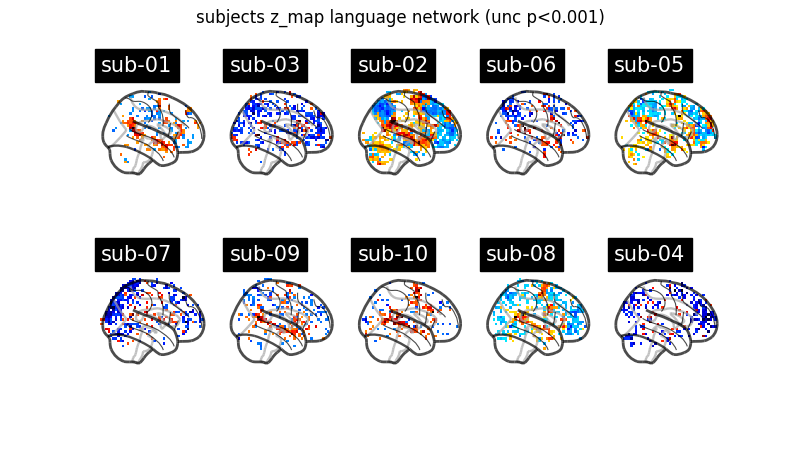 subjects z_map language network (unc p<0.001)
sub-01
sub-03
sub-02
sub-06
sub-05
sub-07
sub-09
sub-10
sub-08
sub-04